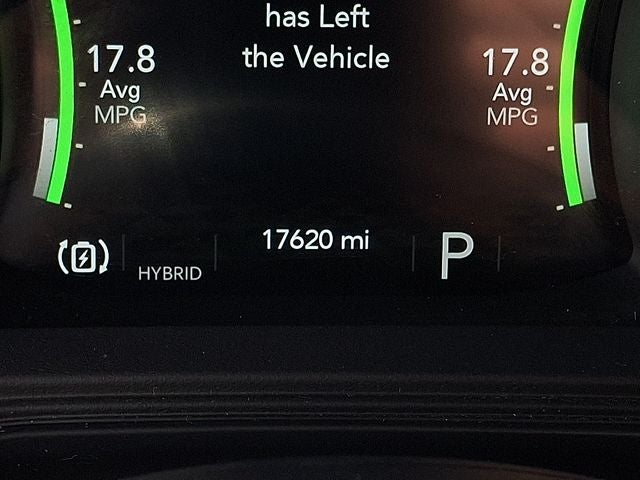 has Left
the Vehicle
17.8
Avg
MPG
17.8
Avg
MPG
17620 mi
P
HYBRID